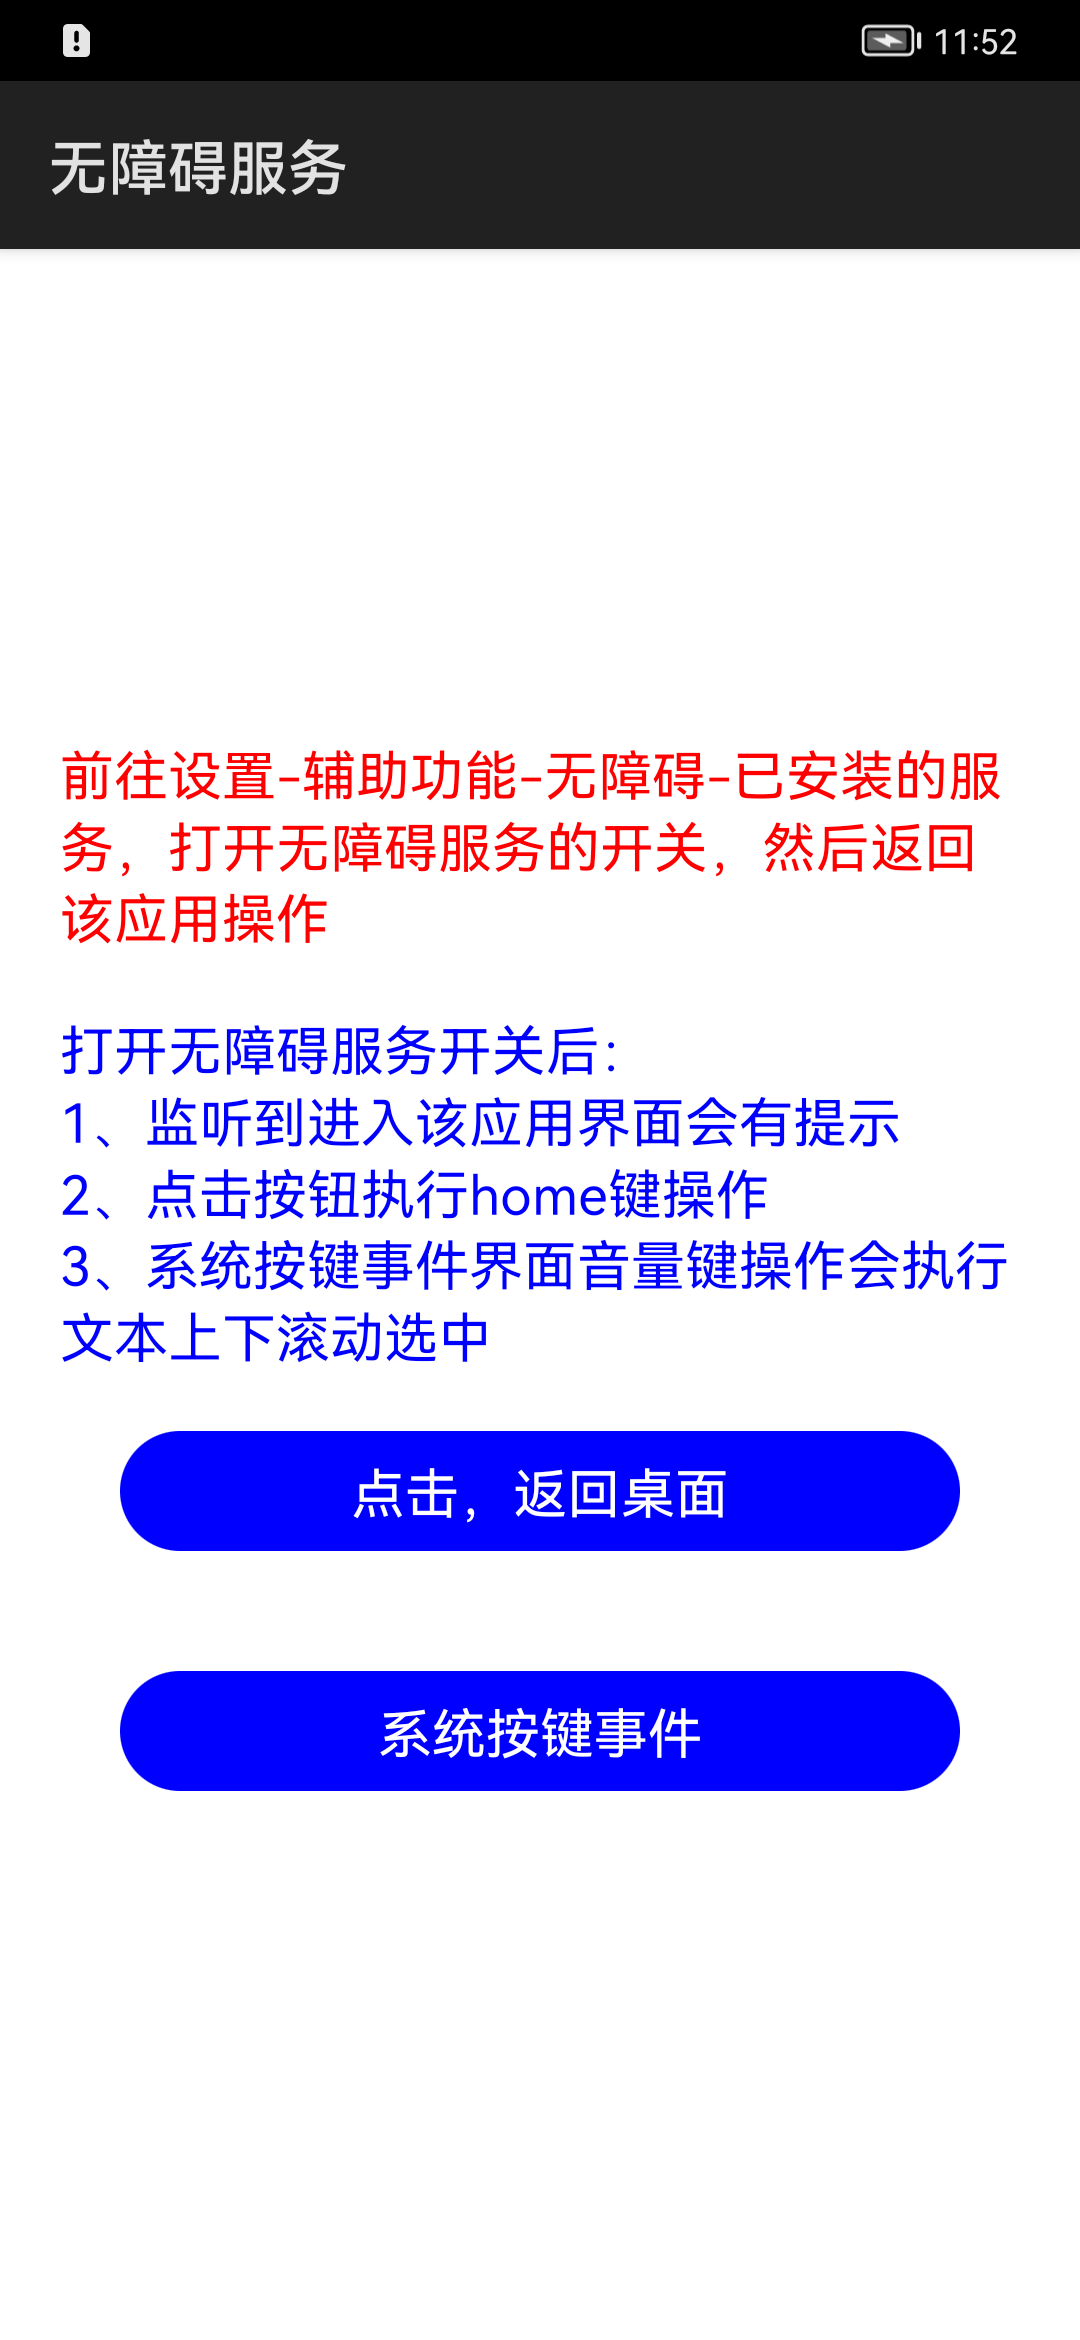 11:52
无障碍服务
前往设置-辅助功能-无障碍-已安装的服
务，打开无障碍服务的开关，然后返回
该应用操作
打开无障碍服务开关后：
1、监听到进入该应用界面会有提示
2、点击按钮执行home键操作
3、系统按键事件界面音量键操作会执行
文本上下滚动选中
点击，返回桌面
系统按键事件